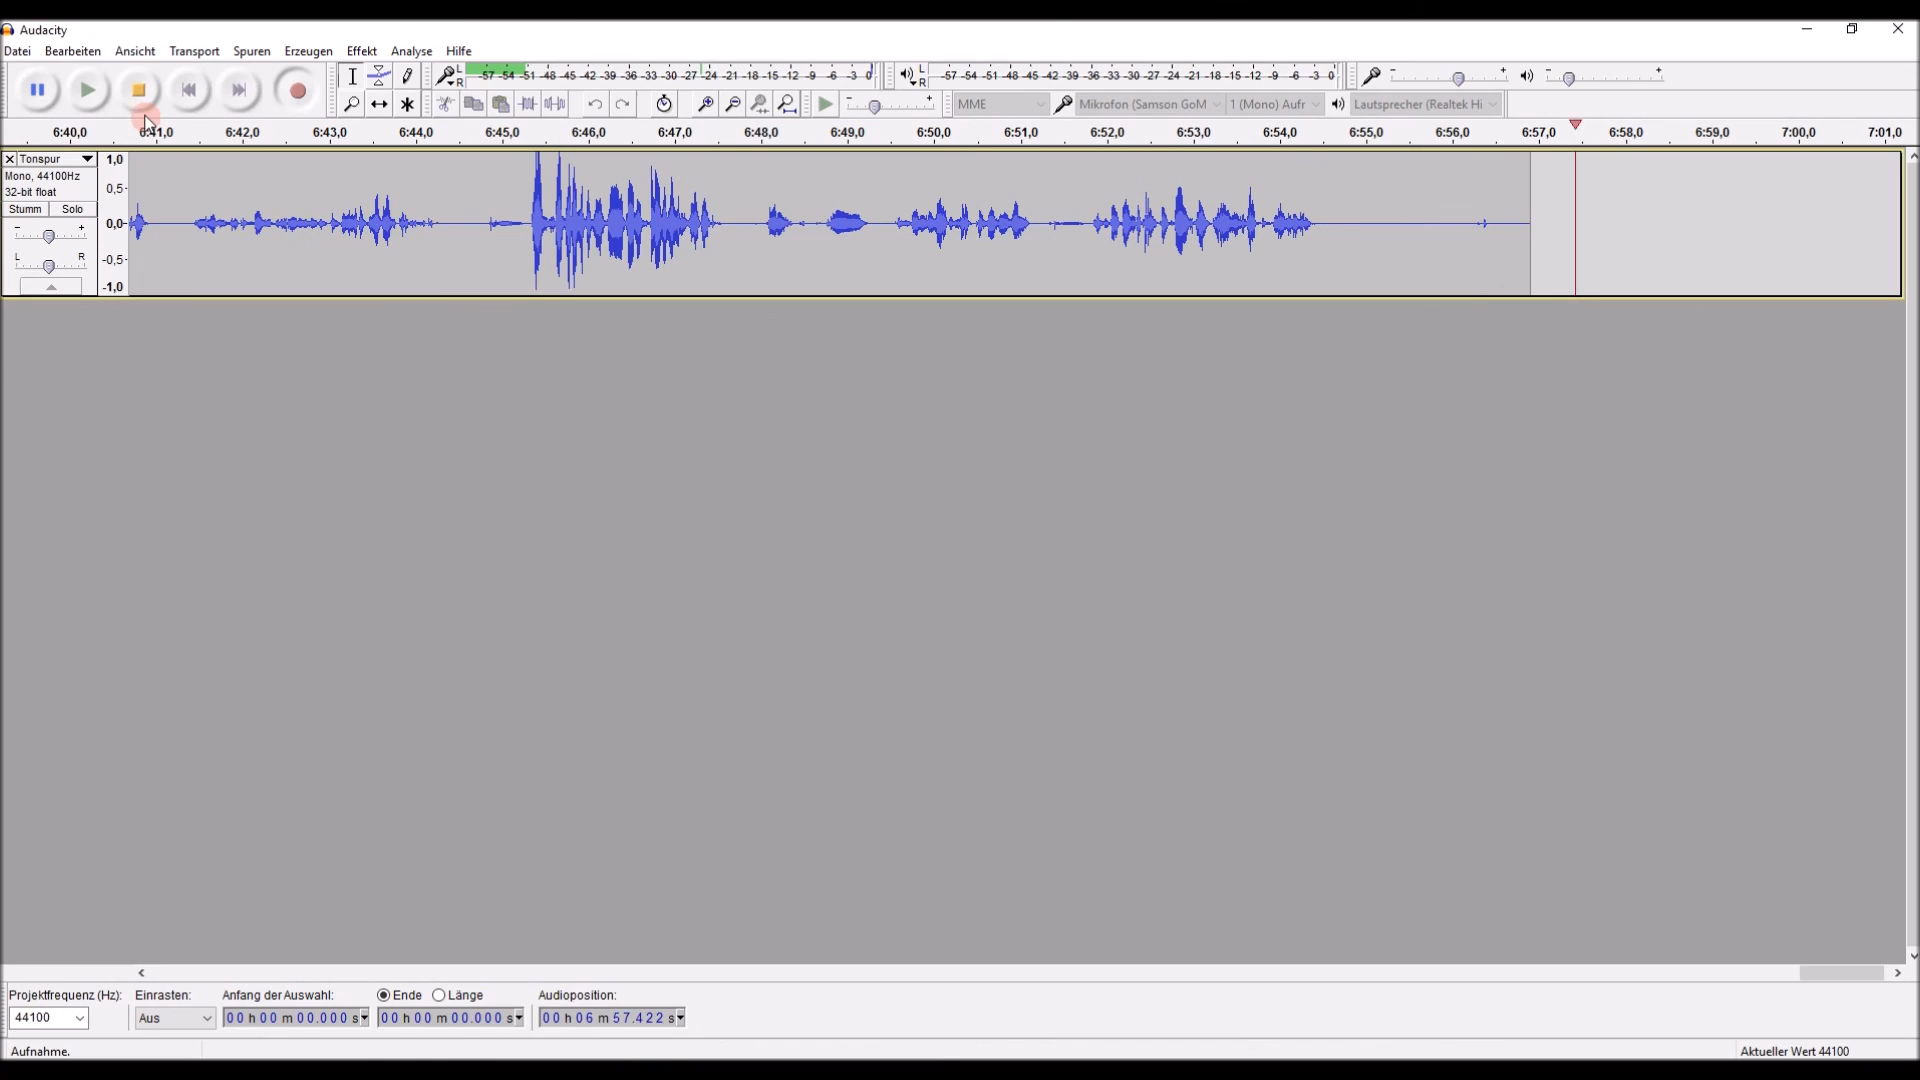 Audacity
Datei Bearbeiten Ansicht Transport Spuren Erzeugen Effekt Analyse Hilfe
L R -57 -54 -51 -48 -45 -42 -39 -36 -33 -30 -27 -24 -21 -18 -15 -12 -9 -6 -3 0 L R -57 -54 -51 -48 -45 -42 -39 -36 -33 -30 -27 -24 -21 -18 -15 -12 -9 -6 -3 0 - + - +
- + MME Mikrofon (Samson GoM 1 (Mono) Aufr Lautsprecher (Realtek Hi
6:40,0 6:41,0 6:42,0 6:43,0 6:44,0 6:45,0 6:46,0 6:47,0 6:48,0 6:49,0 6:50,0 6:51,0 6:52,0 6:53,0 6:54,0 6:55,0 6:56,0 6:57,0 6:58,0 6:59,0 7:00,0 7:01,0
Tonspur 1,0
Mono, 44100Hz
32-bit float 0,5-
Stumm Solo
- + 0,0-
L R -0,5-
-1,0
Projektfrequenz (Hz): Einrasten: Anfang der Auswahl: Ende Länge Audioposition:
44100 Aus 00 h 00 m 00.000 s 00 h 00 m 00.000 s 00 h 06 m 57.422 s
Aufnahme. Aktueller Wert 44100